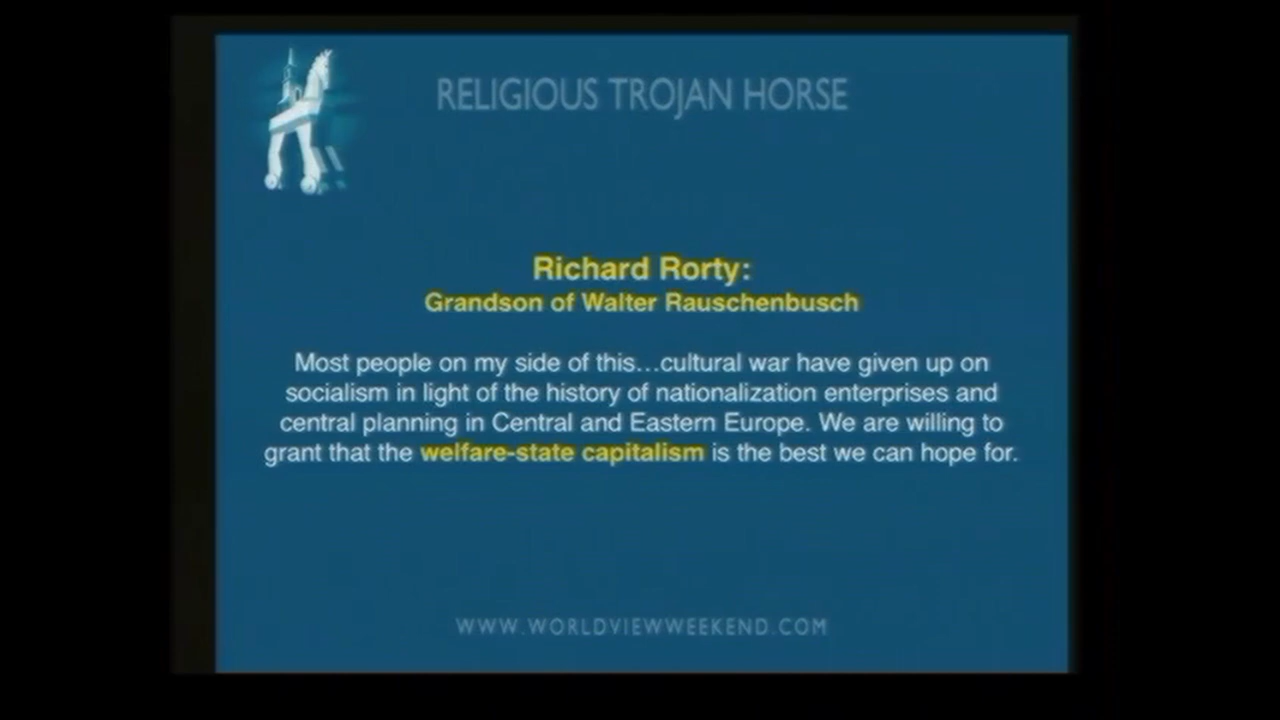 RELIGIOUS TROJAN HORSE
Richard Rorty:
Grandson of Walter Rauschenbusch
Most people on my side of this…cultural war have given up on
socialism in light of the history of nationalization enterprises and
central planning in Central and Eastern Europe. We are willing to
grant that the welfare-state capitalism is the best we can hope for.
WWW.WORLDVIEWWEEKEND.COM